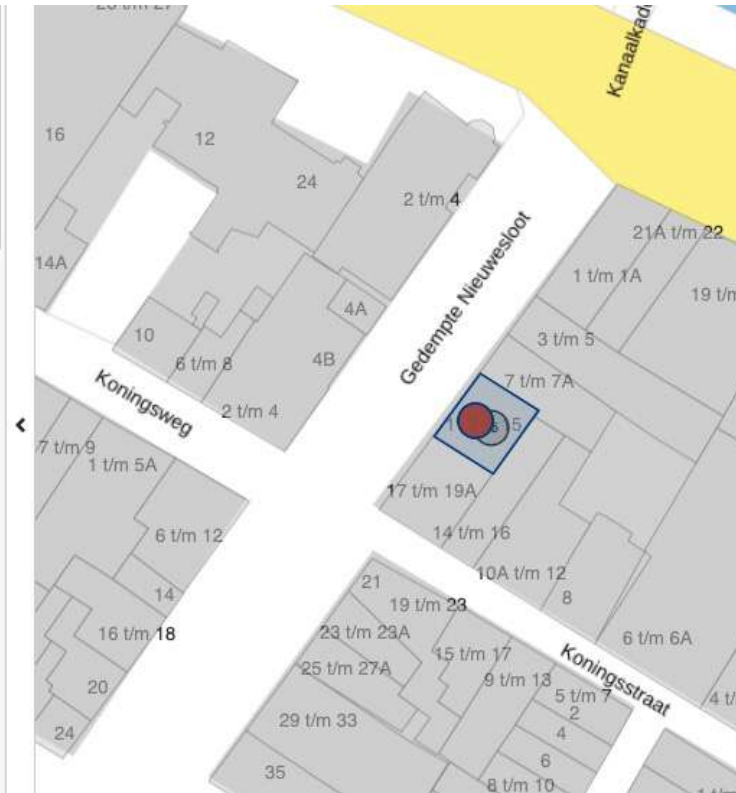 16
12
24
2 t/m 4
14A
10
6 t/m 8
4A
4B
2 t/m 4
Kanaalkad
Gedempte Nieuwesloot
21A t/m 22
1 t/m 1A
19 t/m
3 t/m 5
7 t/m 7A
17 t/m 19A
14 t/m 16
10A t/m 12
8
6 t/m 6A
Koningsweg
7 t/m 9
1 t/m 5A
6 t/m 12
14
16 t/m 18
20
24
21
19 t/m 23
23 t/m 23A
25 t/m 27A
29 t/m 33
35
15 t/m 17
9 t/m 13
5 t/m 7
2
4
6
8 t/m 10
Koningsstraat
4 t/